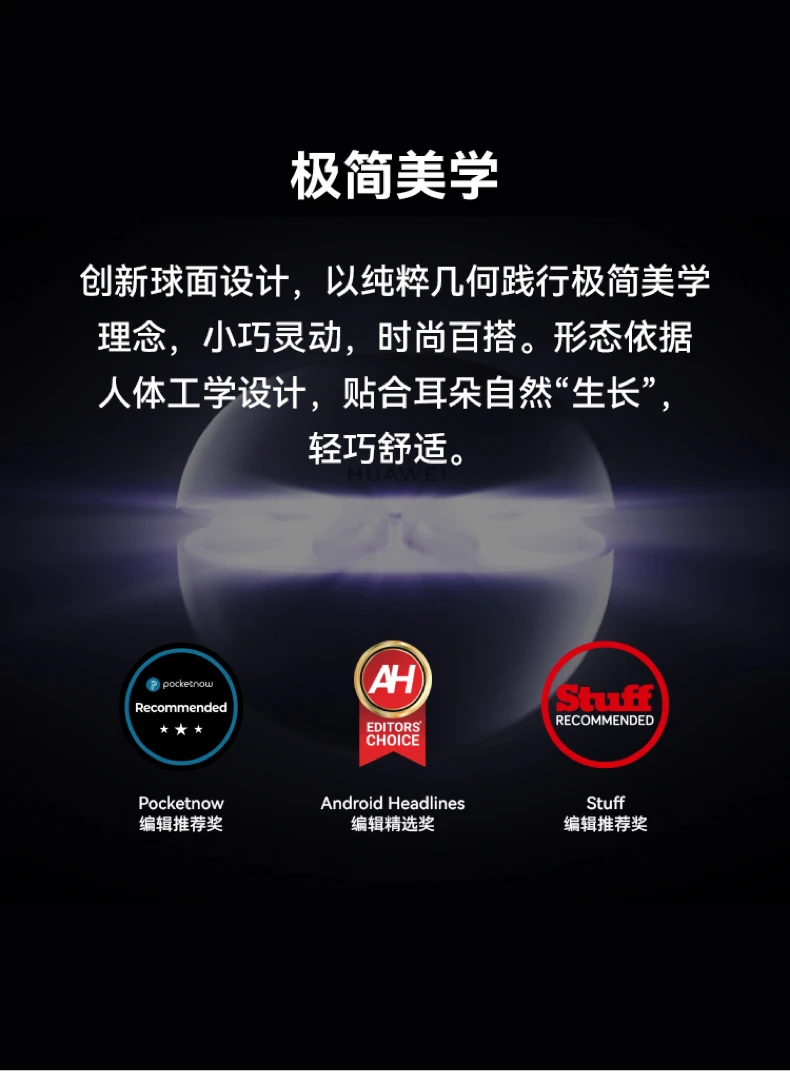 极简美学
创新球面设计，以纯粹几何践行极简美学
理念，小巧灵动，时尚百搭。形态依据
人体工学设计，贴合耳朵自然“生长”，
轻巧舒适。
HUAWEI
pocketnow
Recommended
AH
EDITORS'
CHOICE
Stuff
RECOMMENDED
Pocketnow
编辑推荐奖
Android Headlines
编辑精选奖
Stuff
编辑推荐奖